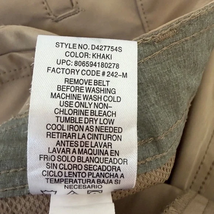 STYLE NO. D427754S
COLOR: KHAKI
UPC: 806594180278
FACTORY CODE # 242-M
REMOVE BELT
BEFORE WASHING
MACHINE WASH COLD
USE ONLY NON-
CHLORINE BLEACH
TUMBLE DRY LOW
COOL IRON AS NEEDED
RETIRAR LA CINTURON
ANTES DE LAVAR
LAVAR A MAQUINA EN
FRIO SOLO BLANQUEADOR
SIN CLORO SECADORA
CICLO LENTO PLANCHA
TEMPERATURA BAJA SI
NECESARIO